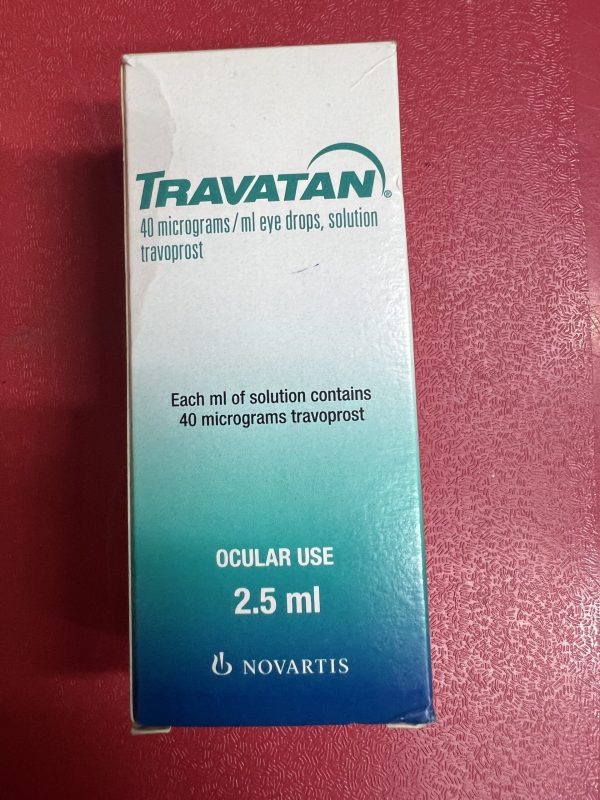 TRAVATAN®
40 micrograms/ml eye drops, solution
travoprost
Each ml of solution contains
40 micrograms travoprost
OCULAR USE
2.5 ml
NOVARTIS